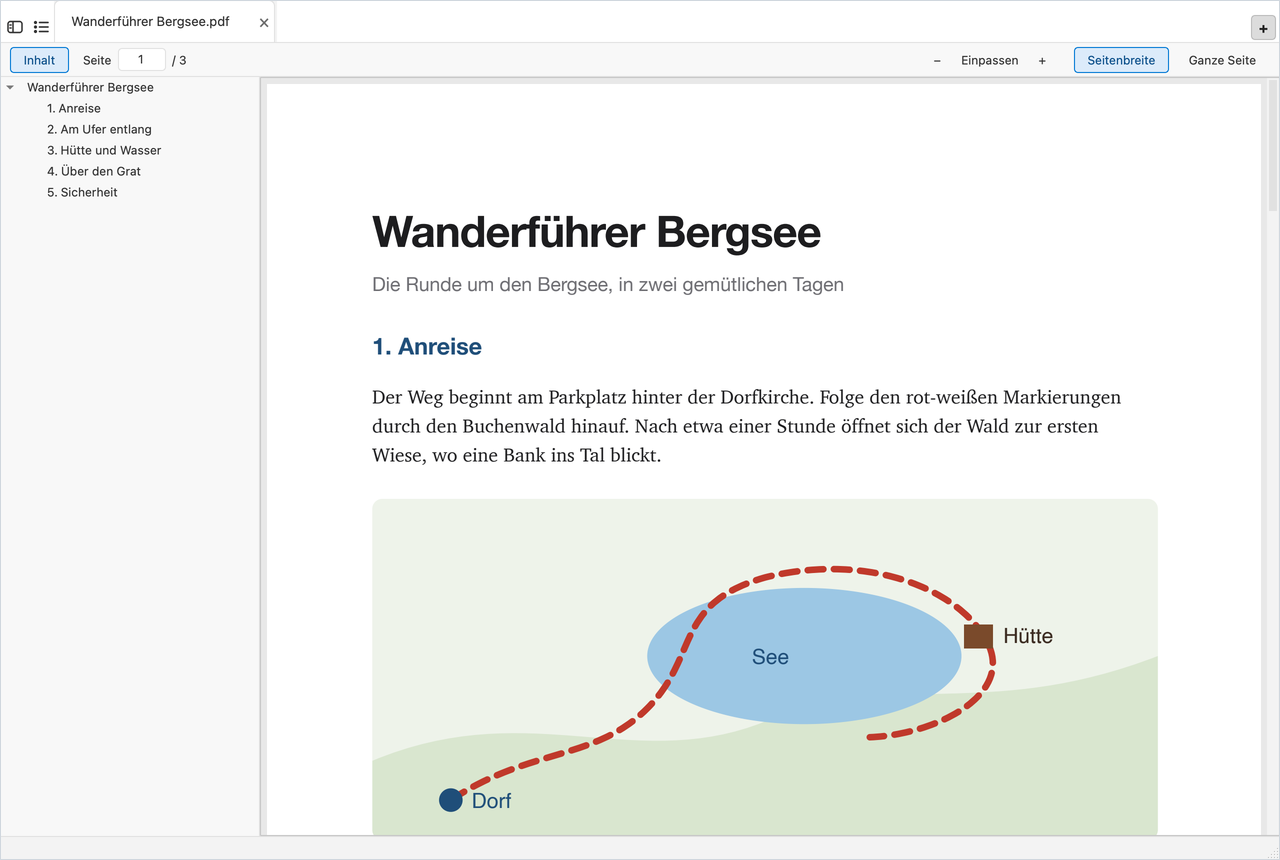 Wanderführer Bergsee.pdf
Inhalt Seite 1 / 3 − Einpassen + Seitenbreite Ganze Seite
Wanderführer Bergsee
1. Anreise
2. Am Ufer entlang
3. Hütte und Wasser
4. Über den Grat
5. Sicherheit
Wanderführer Bergsee
Die Runde um den Bergsee, in zwei gemütlichen Tagen
1. Anreise
Der Weg beginnt am Parkplatz hinter der Dorfkirche. Folge den rot-weißen Markierungen
durch den Buchenwald hinauf. Nach etwa einer Stunde öffnet sich der Wald zur ersten
Wiese, wo eine Bank ins Tal blickt.
Hütte
See
Dorf